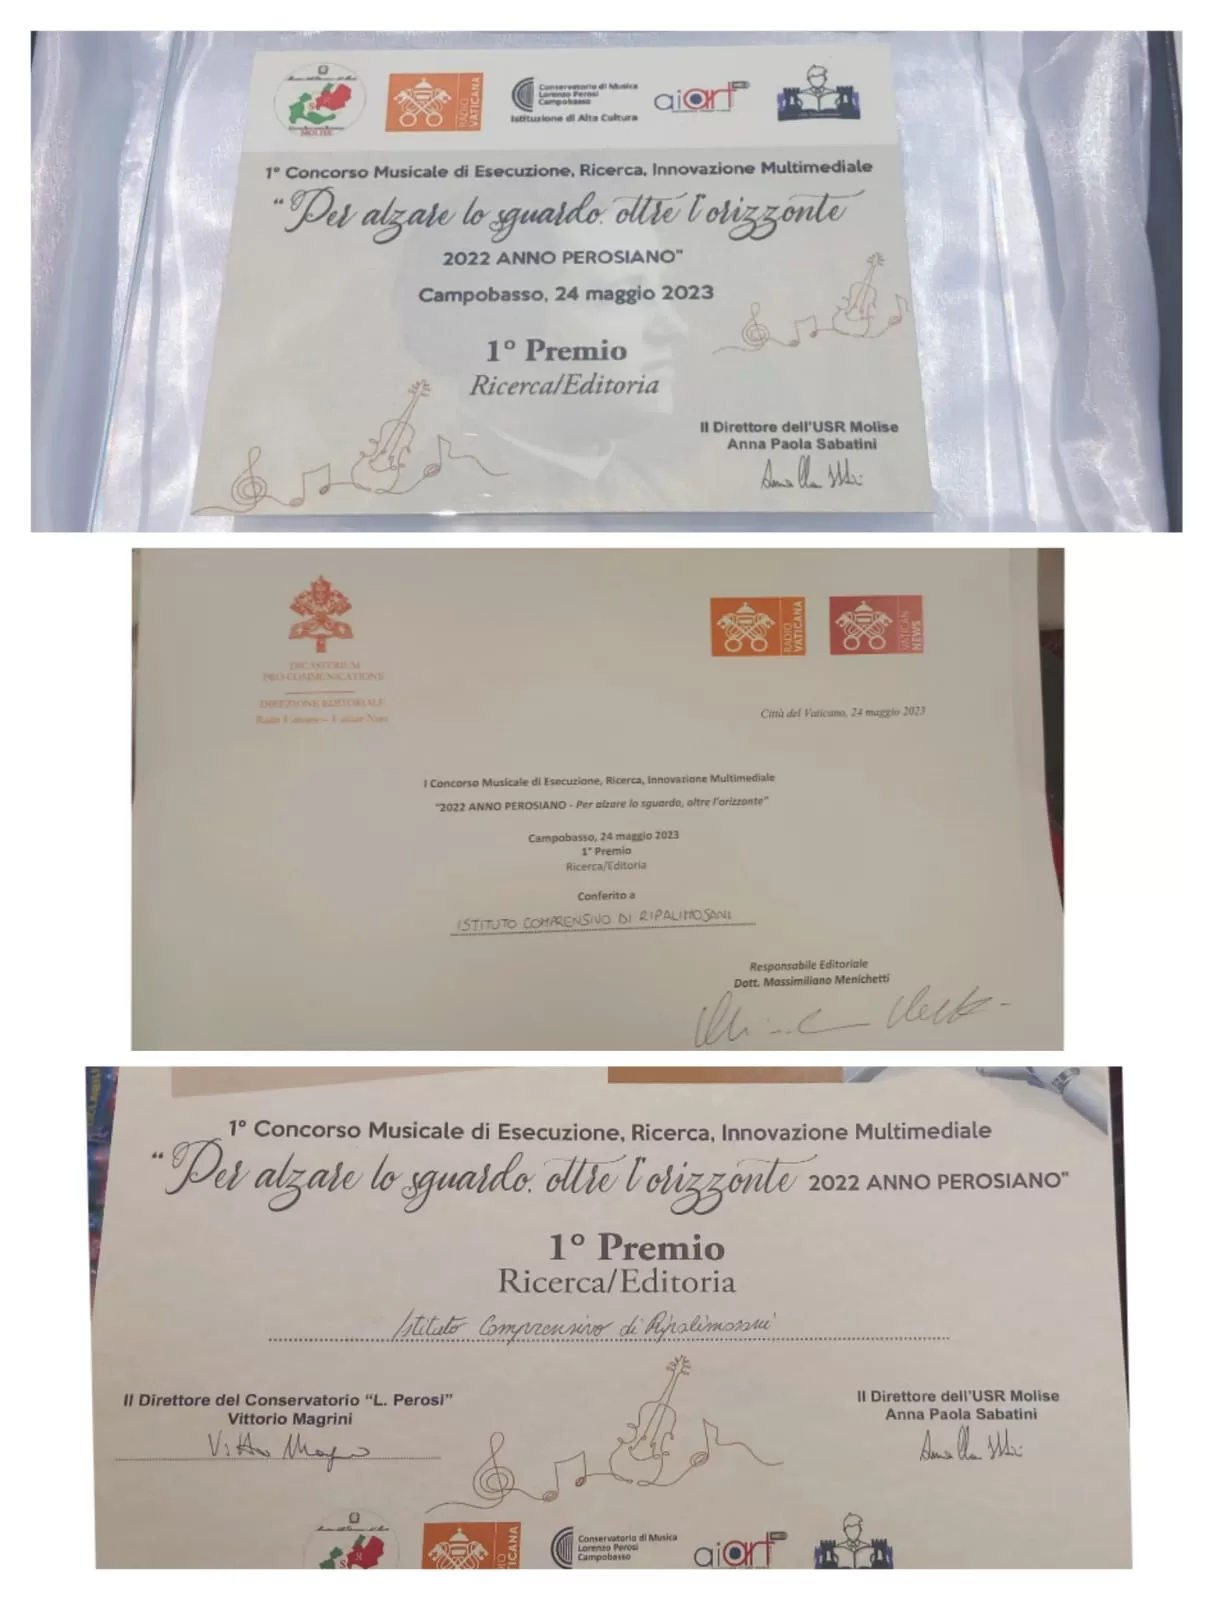 MOLISE
RADIO VATICANA
Conservatorio di Musica
Lorenzo Perosi
Campobasso
Istituzione di Alta Cultura
aiart
1° Concorso Musicale di Esecuzione, Ricerca, Innovazione Multimediale
“Per alzare lo sguardo, oltre l'orizzonte
2022 ANNO PEROSIANO”
Campobasso, 24 maggio 2023
1° Premio
Ricerca/Editoria
Il Direttore dell'USR Molise
Anna Paola Sabatini
DICASTERIUM
PRO COMMUNICATIONE
DIREZIONE EDITORIALE
Radio Vaticana – Vatican News
RADIO VATICANA
VATICAN NEWS
Città del Vaticano, 24 maggio 2023
I Concorso Musicale di Esecuzione, Ricerca, Innovazione Multimediale
"2022 ANNO PEROSIANO - Per alzare lo sguardo, oltre l'orizzonte"
Campobasso, 24 maggio 2023
1° Premio
Ricerca/Editoria
Conferito a
ISTITUTO COMPRENSIVO DI RIPALIMOSANI
Responsabile Editoriale
Dott. Massimiliano Menichetti
1° Concorso Musicale di Esecuzione, Ricerca, Innovazione Multimediale
“Per alzare lo sguardo, oltre l'orizzonte 2022 ANNO PEROSIANO”
1° Premio
Ricerca/Editoria
Istituto Comprensivo di Ripalimosani
Il Direttore del Conservatorio “L. Perosi”
Vittorio Magrini
Il Direttore dell'USR Molise
Anna Paola Sabatini
Conservatorio di Musica
Lorenzo Perosi
Campobasso
aiart